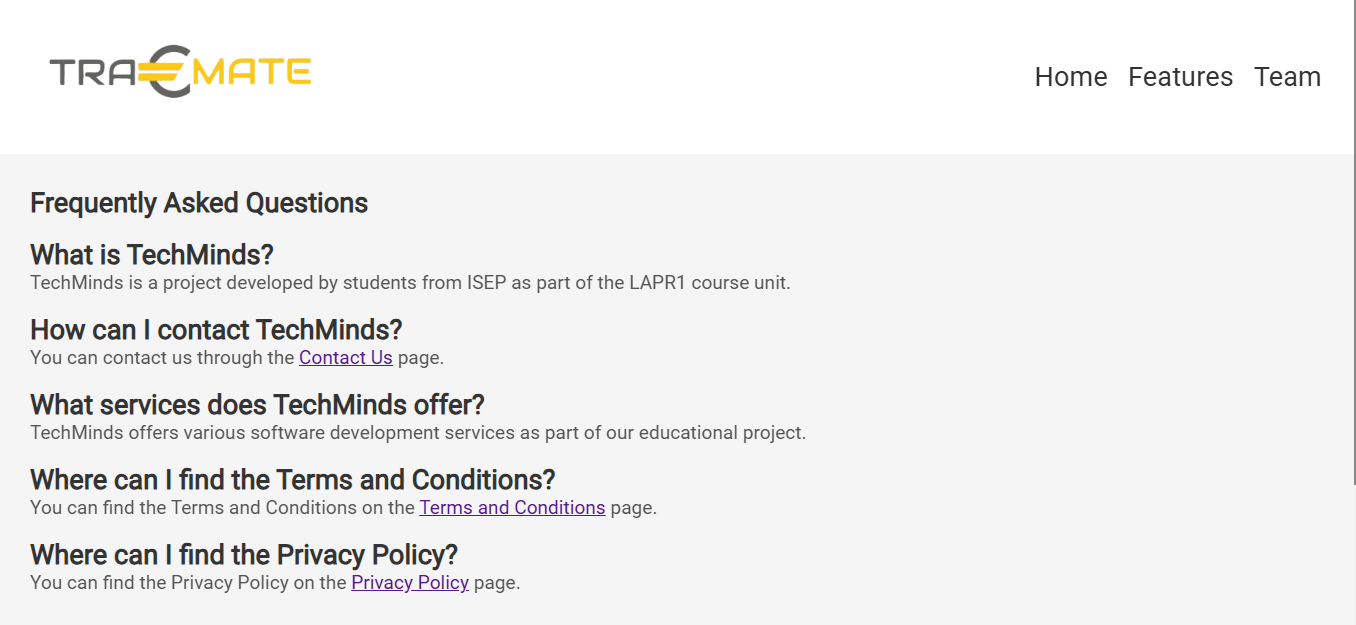 TRA€MATE
Home Features Team
Frequently Asked Questions
What is TechMinds?
TechMinds is a project developed by students from ISEP as part of the LAPR1 course unit.
How can I contact TechMinds?
You can contact us through the Contact Us page.
What services does TechMinds offer?
TechMinds offers various software development services as part of our educational project.
Where can I find the Terms and Conditions?
You can find the Terms and Conditions on the Terms and Conditions page.
Where can I find the Privacy Policy?
You can find the Privacy Policy on the Privacy Policy page.